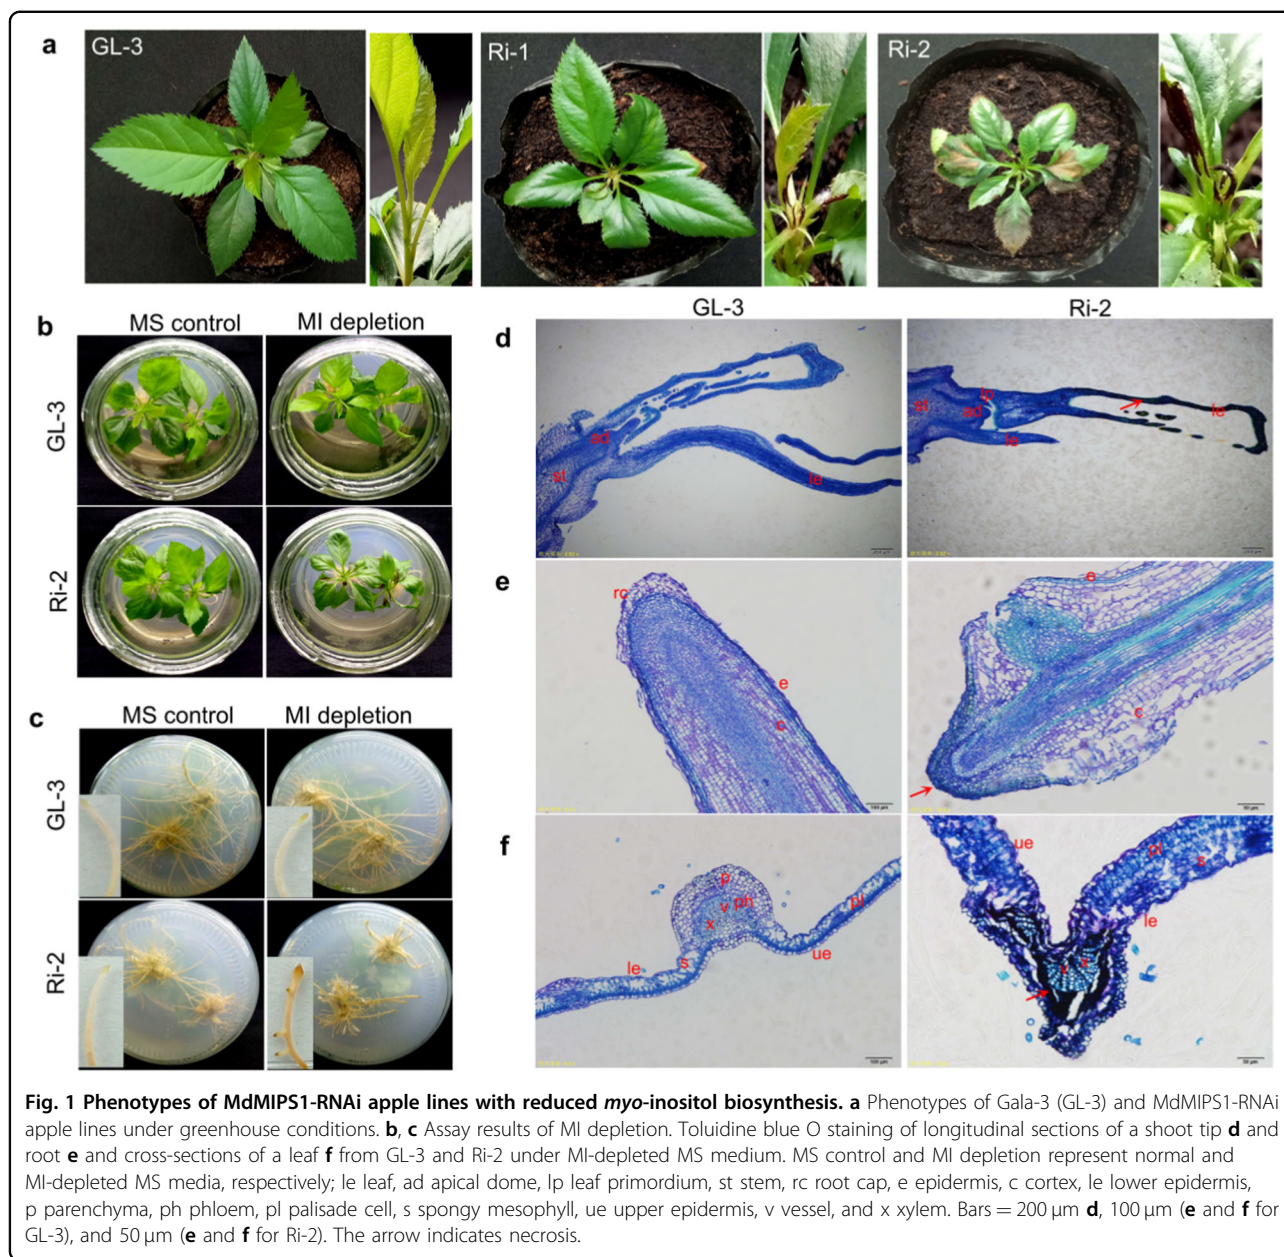 a
GL-3
Ri-1
Ri-2
b
MS control
MI depletion
GL-3
Ri-2
c
MS control
MI depletion
GL-3
Ri-2
GL-3
Ri-2
d
ad
st
le
lp
st
ad
le
le
e
rc
e
c
e
c
f
p
v
ph
x
pl
s
le
ue
ue
pl
s
le
v
x
100 µm
50 µm
100 µm
50 µm
Fig. 1 Phenotypes of MdMIPS1-RNAi apple lines with reduced myo-inositol biosynthesis. a Phenotypes of Gala-3 (GL-3) and MdMIPS1-RNAi
apple lines under greenhouse conditions. b, c Assay results of MI depletion. Toluidine blue O staining of longitudinal sections of a shoot tip d and
root e and cross-sections of a leaf f from GL-3 and Ri-2 under MI-depleted MS medium. MS control and MI depletion represent normal and
MI-depleted MS media, respectively; le leaf, ad apical dome, lp leaf primordium, st stem, rc root cap, e epidermis, c cortex, le lower epidermis,
p parenchyma, ph phloem, pl palisade cell, s spongy mesophyll, ue upper epidermis, v vessel, and x xylem. Bars = 200 µm d, 100 µm (e and f for
GL-3), and 50 µm (e and f for Ri-2). The arrow indicates necrosis.